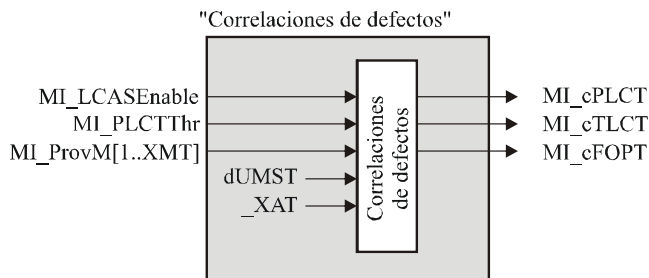 "Correlaciones de defectos"
MI_LCASEnable
MI_PLCTThr
MI_ProvM[1..XMT]
dUMST
_XAT
Correlaciones
de defectos
MI_cPLCT
MI_cTLCT
MI_cFOPT